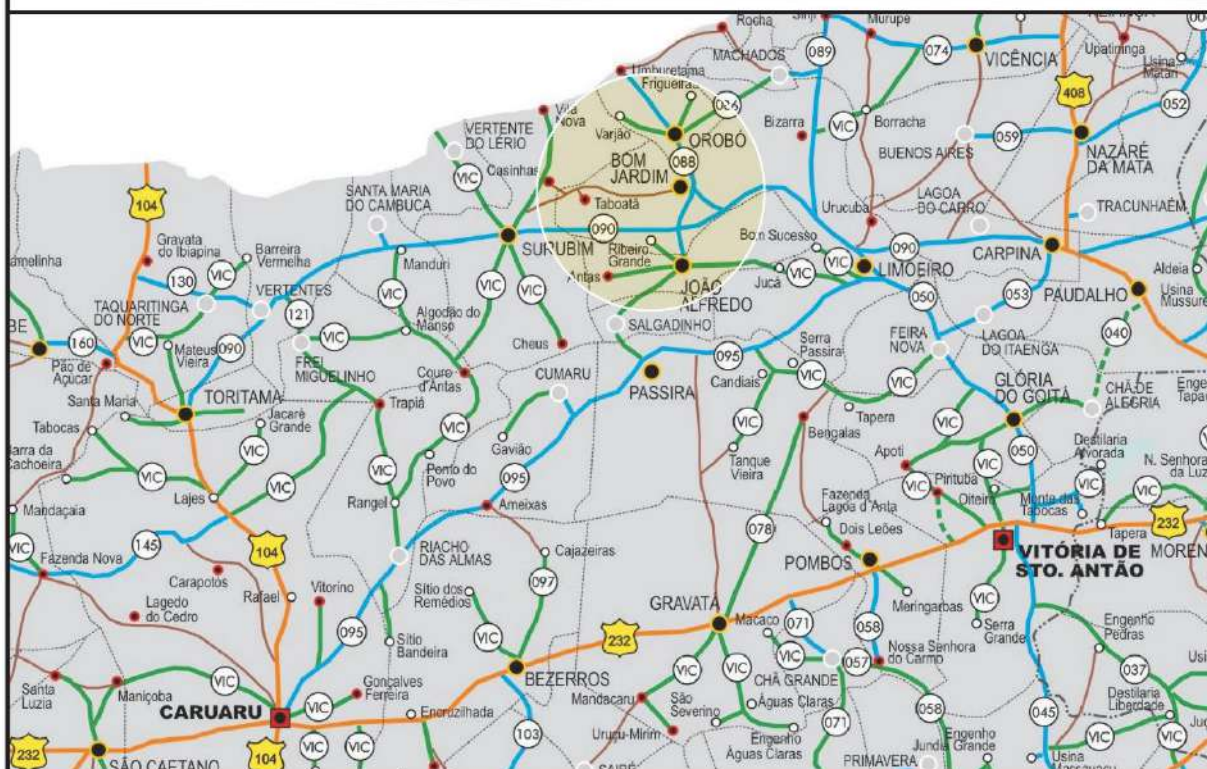 Rocha
Murupe
089
074
VICÊNCIA
Upatininga
Usina
Matari
MACHADOS
Umburetama
Frigueiras
086
408
052
Vila
Nova
Varjão
OROBÓ
Bizarra
VIC
Borracha
059
BUENOS AIRES
NAZARÉ
DA MATA
VERTENTE
DO LÉRIO
VIC
Casinhas
BOM
JARDIM
088
104
SANTA MARIA
DO CAMBUCA
Taboatã
LAGOA
DO CARRO
TRACUNHAÉM
Urucuba
Gravata
do Ibiapina
Barreira
Vermelha
SURUBIM
090
Ribeiro
Grande
Bom Sucesso
090
CARPINA
Manduri
130
VIC
VERTENTES
Antas
JOÃO
ALFREDO
Jucá
VIC
VIC
LIMOEIRO
Aldeia
Usina
Mussure
TAQUARITINGA
DO NORTE
VIC
VIC
VIC
050
053
PAUDALHO
121
Algodão do
Manso
SALGADINHO
160
VIC
Mateus
Vieira
090
VIC
FREI
MIGUELINHO
Cheus
095
Serra
Passira
FEIRA
NOVA
LAGOA
DO ITAENGA
040
BE
Pão de
Açúcar
Couro
d'Antas
CUMARU
PASSIRA
Candiais
VIC
GLÓRIA
DO GOITÁ
CHÃ DE
ALEGRIA
Santa Maria
TORITAMA
Trapiá
Tapera
Tabocas
Jacaré
Grande
VIC
Gavião
Bengalas
VIC
Destilaria
Alvorada
Barra da
Cachoeira
VIC
VIC
VIC
Ponto do
Povo
095
Tanque
Vieira
Apoti
VIC
050
VIC
N. Senhora
da Luz
Lajes
VIC
Rangel
Ameixas
Fazenda
Lagoa d'Anta
VIC
Pirituba
Oiteiro
Monte das
Tabocas
VIC
Mandaçaia
Dois Leões
232
Tapera
VIC
145
104
RIACHO
DAS ALMAS
Cajazeiras
078
POMBOS
VITÓRIA DE
STO. ANTÃO
MOREN
Fazenda Nova
Carapotós
Rafael
Vitorino
Sítio dos
Remédios
097
GRAVATÁ
Meringarbas
VIC
Lagedo
do Cedro
095
VIC
232
Macaco
071
058
Serra
Grande
Engenho
Pedras
Sítio
Bandeira
BEZERROS
VIC
VIC
VIC
057
Nossa Senhora
do Carmo
037
Santa
Luzia
Maniçoba
VIC
Gonçalves
Ferreira
Mandacaru
São
Severino
Águas Claras
CHÃ GRANDE
058
045
Destilaria
Liberdade
CARUARU
VIC
Encruzilhada
103
Uruçu-Mirim
Engenho
Águas Claras
071
Engenho
Jundiá Grande
VIC
232
SÃO CAETANO
104
VIC
VIC
PRIMAVERA
Usina